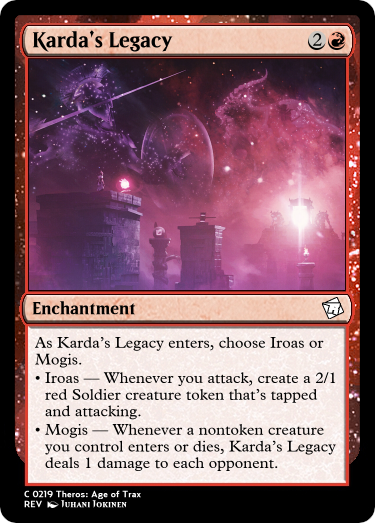 Karda's Legacy 2
Enchantment
As Karda's Legacy enters, choose Iroas or
Mogis.
• Iroas — Whenever you attack, create a 2/1
red Soldier creature token that's tapped
and attacking.
• Mogis — Whenever a nontoken creature
you control enters or dies, Karda's Legacy
deals 1 damage to each opponent.
C 0219 Theros: Age of Trax
REV Juhani Jokinen